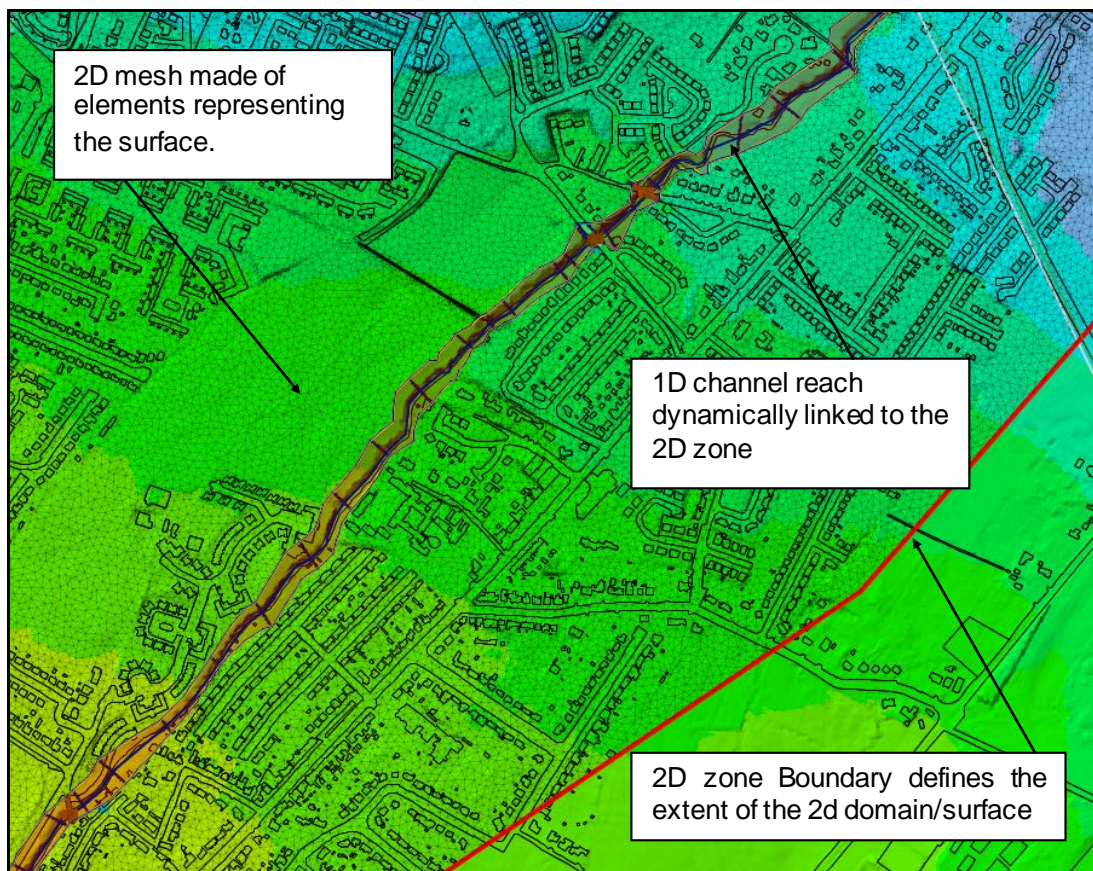 2D mesh made of
elements representing
the surface.
1D channel reach
dynamically linked to the
2D zone
2D zone Boundary defines the
extent of the 2d domain/surface